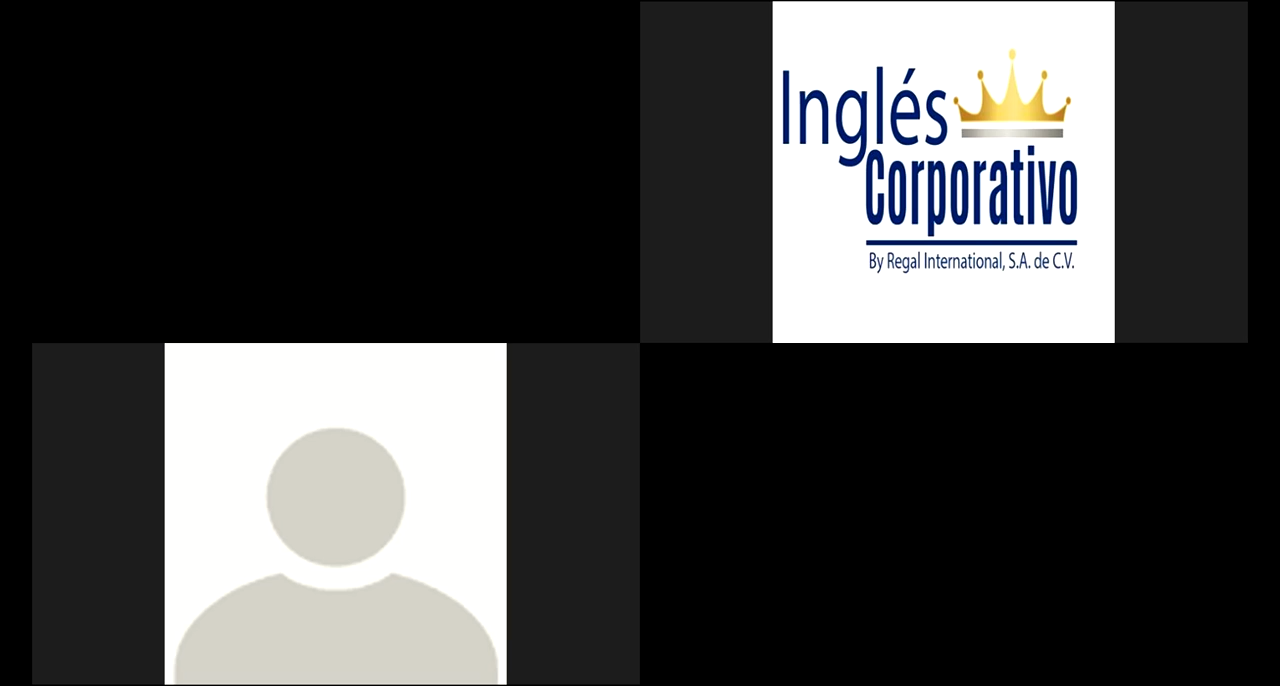 Inglés
Corporativo
By Regal International, S.A. de C.V.